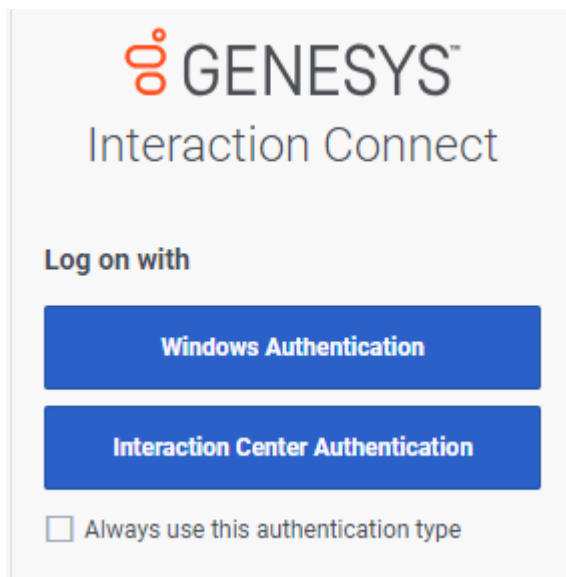 GENESYS™
Interaction Connect
Log on with
Windows Authentication
Interaction Center Authentication
Always use this authentication type